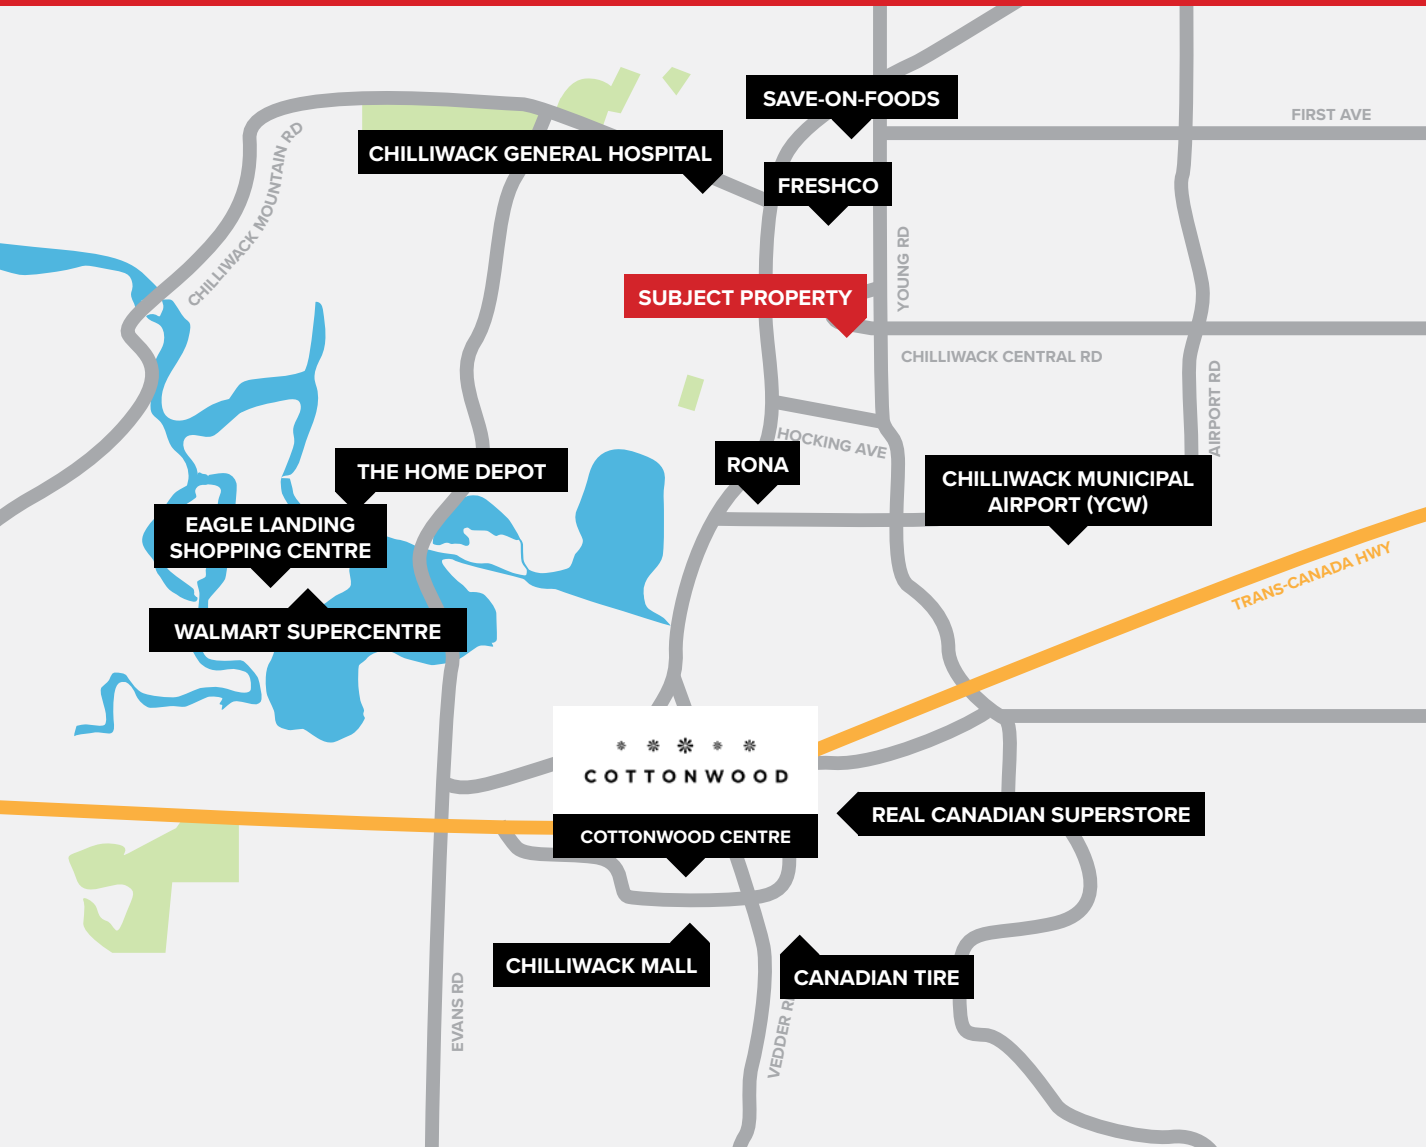 SAVE-ON-FOODS
FIRST AVE
CHILLIWACK MOUNTAIN RD
CHILLIWACK GENERAL HOSPITAL
FRESHCO
YOUNG RD
SUBJECT PROPERTY
CHILLIWACK CENTRAL RD
AIRPORT RD
HOCKING AVE
THE HOME DEPOT
RONA
CHILLIWACK MUNICIPAL
AIRPORT (YCW)
EAGLE LANDING
SHOPPING CENTRE
TRANS-CANADA HWY
WALMART SUPERCENTRE
COTTONWOOD
COTTONWOOD CENTRE
REAL CANADIAN SUPERSTORE
CHILLIWACK MALL
CANADIAN TIRE
EVANS RD
VEDDER R